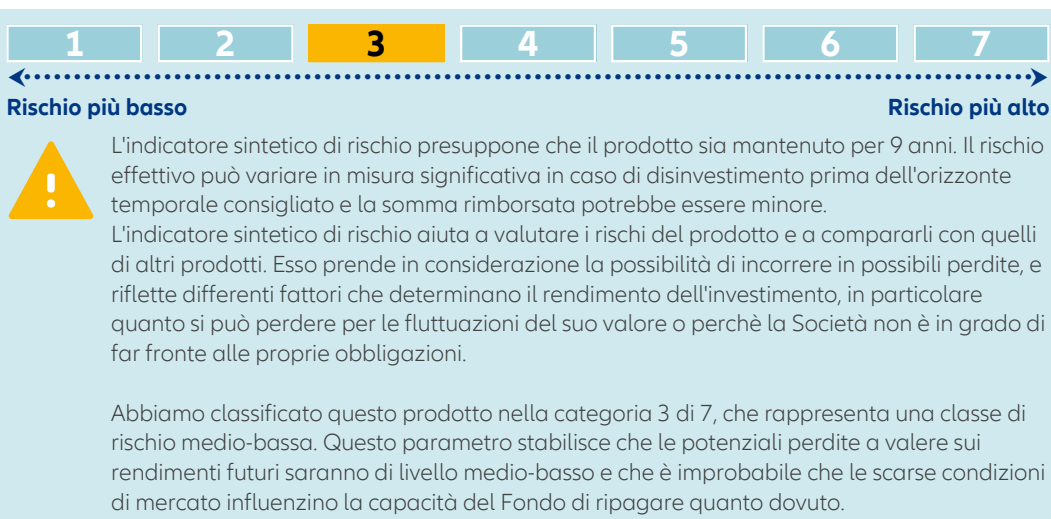 1 2 3 4 5 6 7
Rischio più basso Rischio più alto
L'indicatore sintetico di rischio presuppone che il prodotto sia mantenuto per 9 anni. Il rischio
effettivo può variare in misura significativa in caso di disinvestimento prima dell'orizzonte
temporale consigliato e la somma rimborsata potrebbe essere minore.
L'indicatore sintetico di rischio aiuta a valutare i rischi del prodotto e a compararli con quelli
di altri prodotti. Esso prende in considerazione la possibilità di incorrere in possibili perdite, e
riflette differenti fattori che determinano il rendimento dell'investimento, in particolare
quanto si può perdere per le fluttuazioni del suo valore o perchè la Società non è in grado di
far fronte alle proprie obbligazioni.
Abbiamo classificato questo prodotto nella categoria 3 di 7, che rappresenta una classe di
rischio medio-bassa. Questo parametro stabilisce che le potenziali perdite a valere sui
rendimenti futuri saranno di livello medio-basso e che è improbabile che le scarse condizioni
di mercato influenzino la capacità del Fondo di ripagare quanto dovuto.